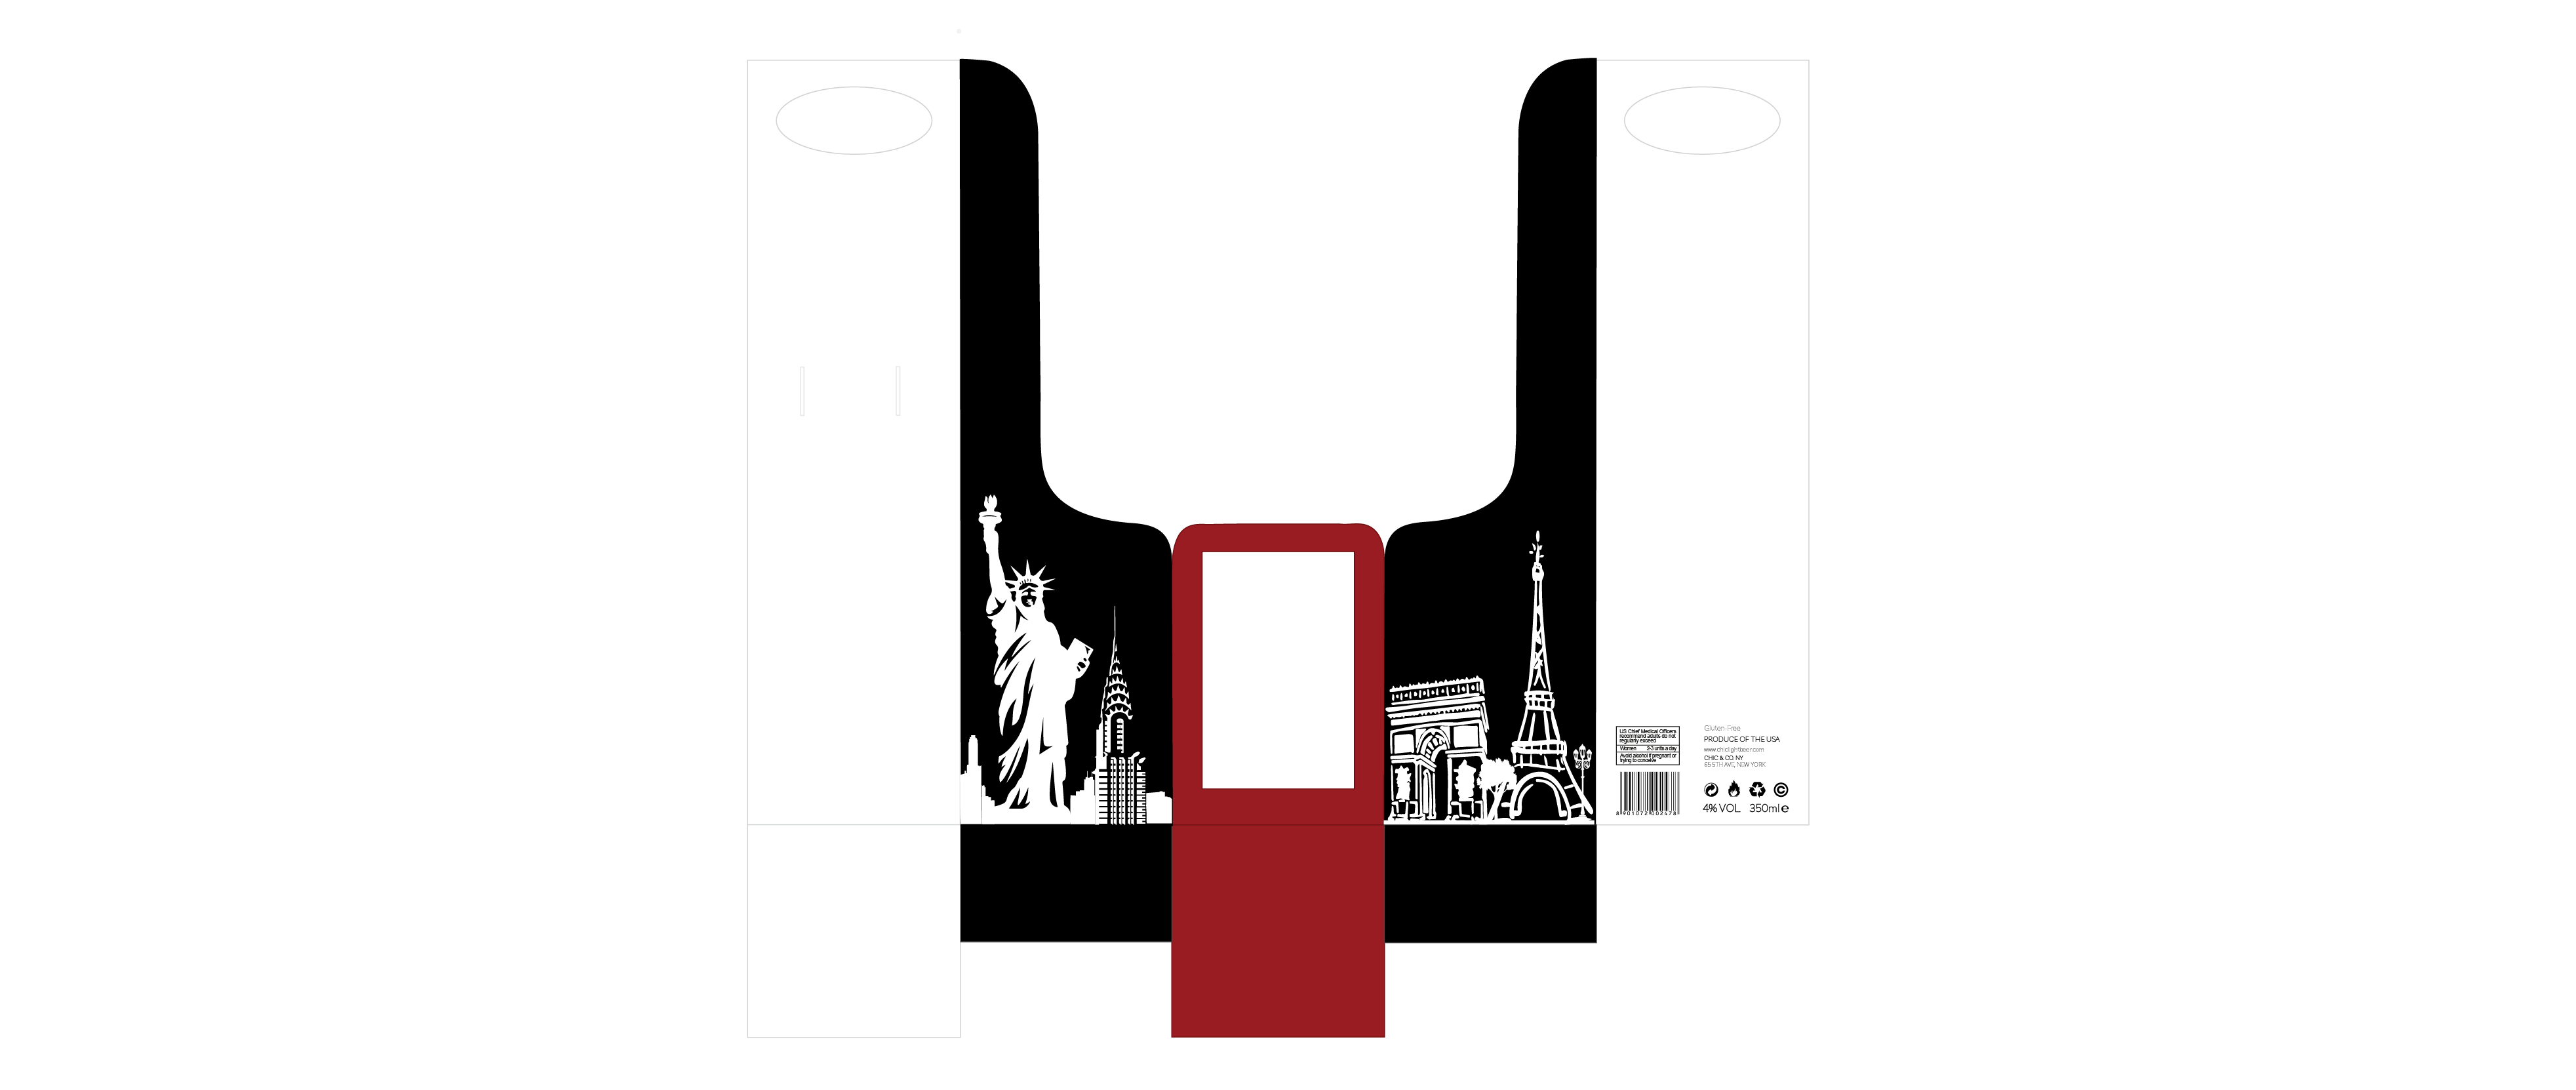 US Chief Medical Officers
recommend adults do not
regularly exceed
Women 2-3 units a day
Avoid alcohol if pregnant or
trying to conceive
8 901072 002478
Gluten-Free
PRODUCE OF THE USA
www.chiclightbeer.com
CHIC & CO. NY
65 5TH AVE, NEW YORK
4% VOL 350ml e